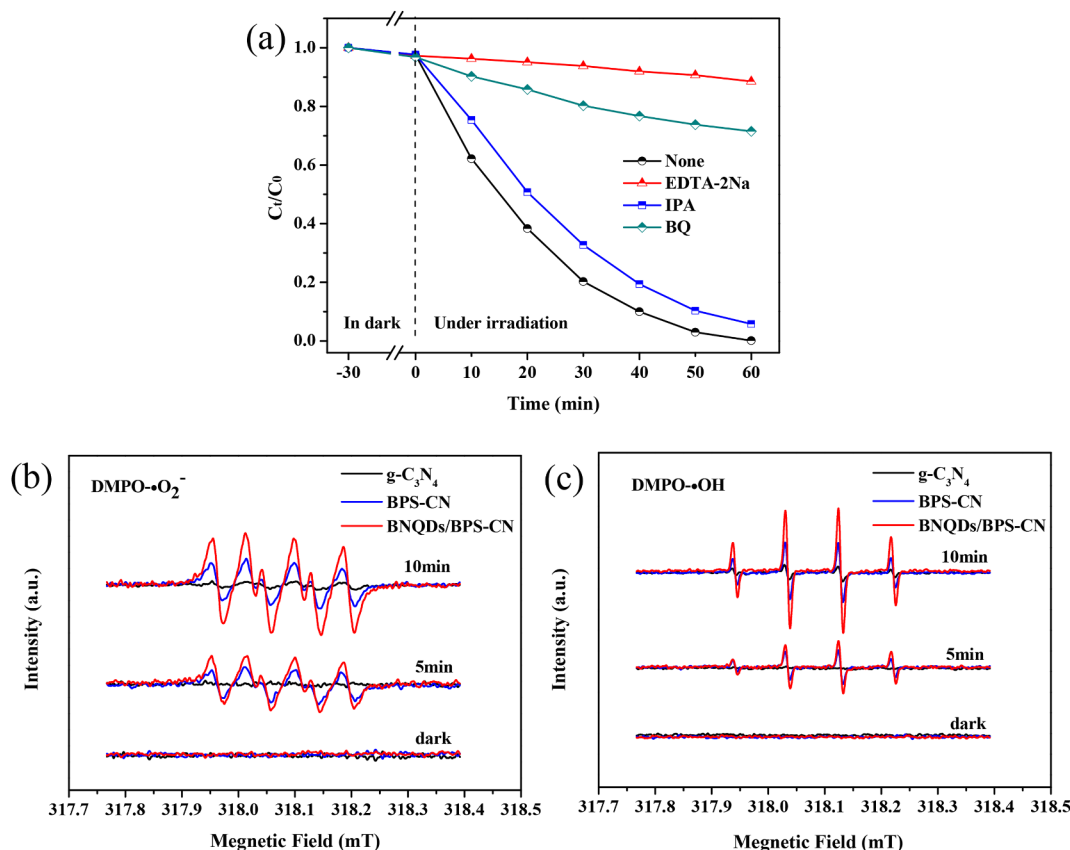 (a)
1.0
0.8
0.6
0.4
0.2
0.0
Ct/C0
None
EDTA-2Na
IPA
BQ
In dark
Under irradiation
-30 0 10 20 30 40 50 60
Time (min)
(b)
DMPO-•O₂⁻
g-C₃N₄
BPS-CN
BNQDs/BPS-CN
10min
5min
dark
Intensity (a.u.)
317.7 317.9 318.0 318.1 318.2 318.4 318.5
Megnetic Field (mT)
(c)
DMPO-•OH
g-C₃N₄
BPS-CN
BNQDs/BPS-CN
10min
5min
dark
Intensity (a.u.)
317.7 317.8 317.9 318.0 318.1 318.2 318.3 318.4 318.5
Megnetic Field (mT)